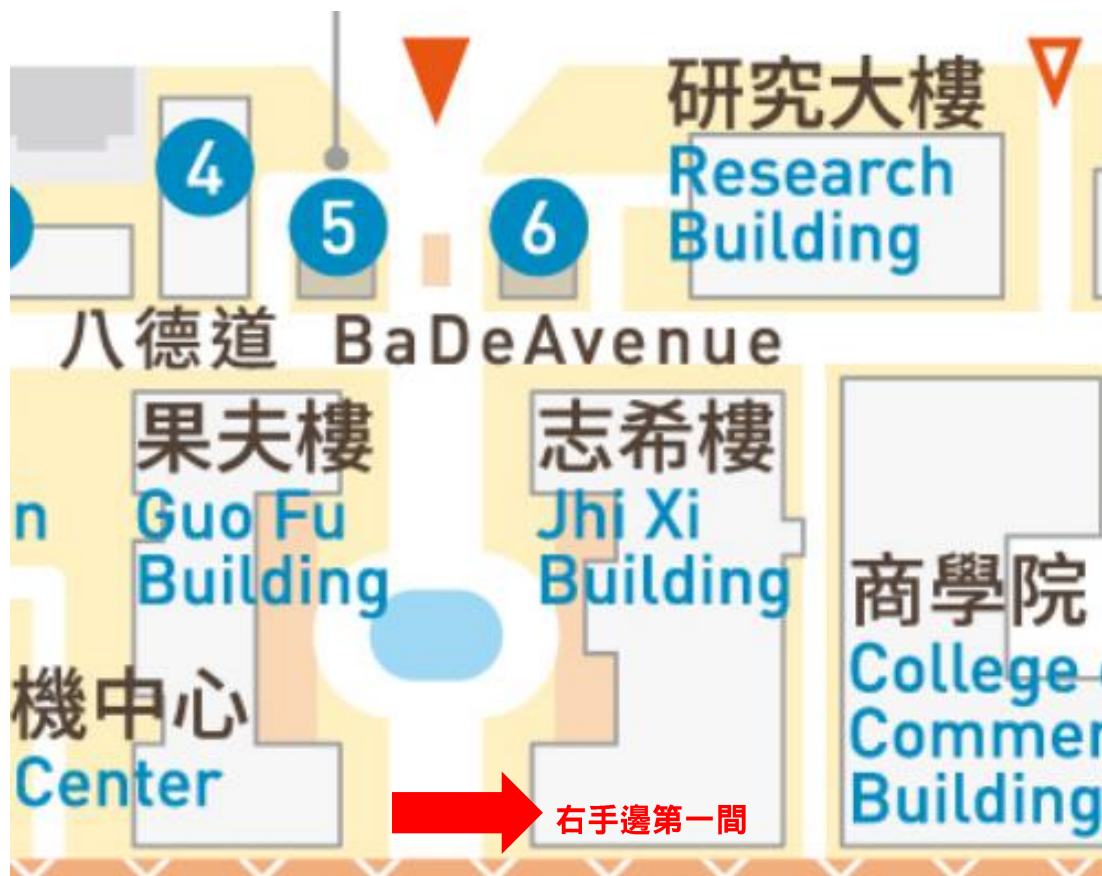 研究大樓
Research
Building
4
5
6
八德道 BaDeAvenue
果夫樓
Guo Fu
Building
志希樓
Jhi Xi
Building
n
商學院
College
Commer
Building
機中心
Center
右手邊第一間